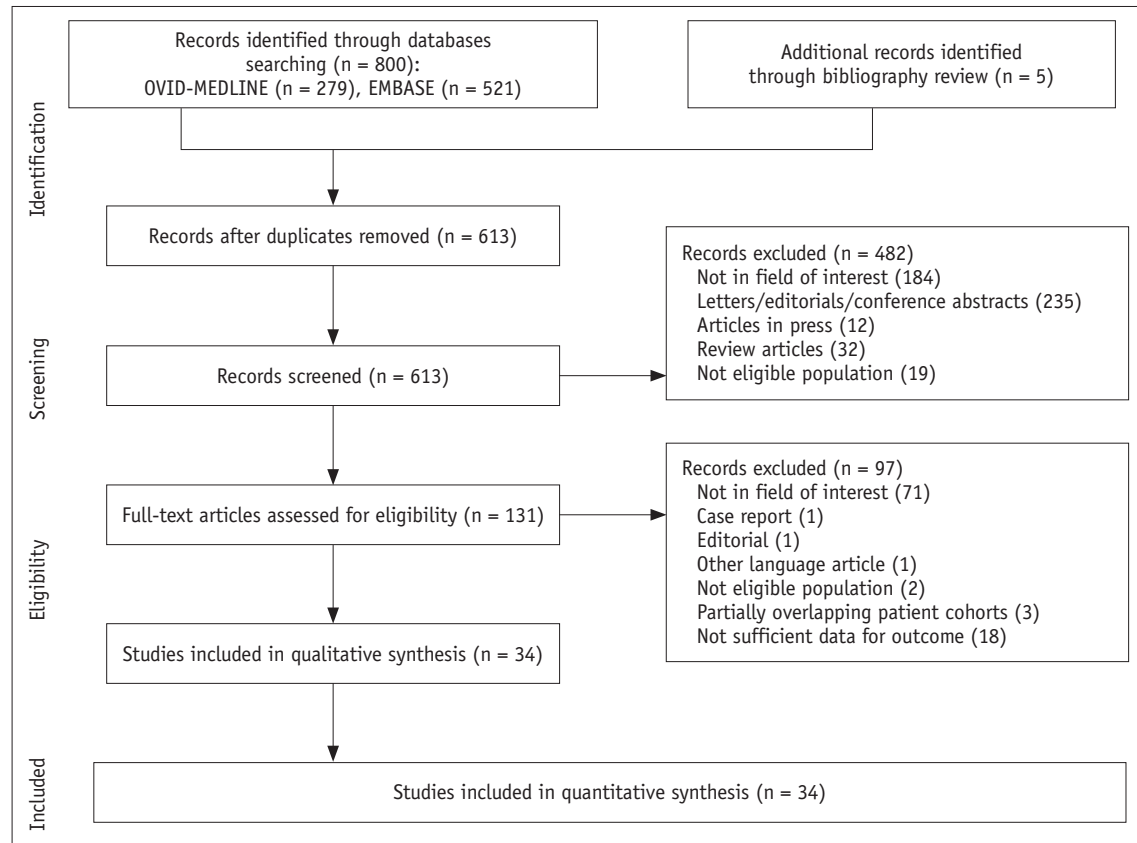 Records identified through databases
searching (n = 800):
OVID-MEDLINE (n = 279), EMBASE (n = 521)
Additional records identified
through bibliography review (n = 5)
Identification
Records after duplicates removed (n = 613)
Records excluded (n = 482)
Not in field of interest (184)
Letters/editorials/conference abstracts (235)
Articles in press (12)
Review articles (32)
Not eligible population (19)
Screening
Records screened (n = 613)
Records excluded (n = 97)
Not in field of interest (71)
Case report (1)
Editorial (1)
Other language article (1)
Not eligible population (2)
Partially overlapping patient cohorts (3)
Not sufficient data for outcome (18)
Full-text articles assessed for eligibility (n = 131)
Eligibility
Studies included in qualitative synthesis (n = 34)
Included
Studies included in quantitative synthesis (n = 34)